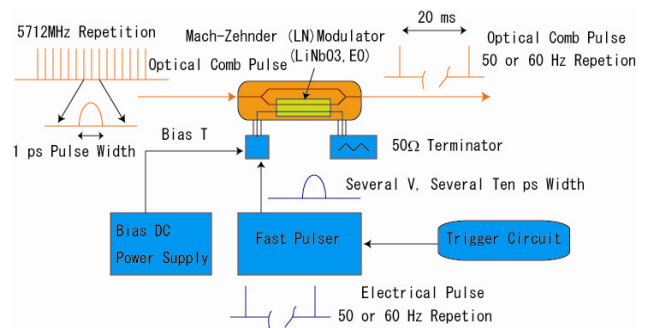 5712MHz Repetition
Mach-Zehnder (LN)Modulator
(LiNbO3,EO)
20 ms
Optical Comb Pulse
50 or 60 Hz Repetion
Optical Comb Pulse
1 ps Pulse Width
Bias T
50Ω Terminator
Several V, Several Ten ps Width
Bias DC
Power Supply
Fast Pulser
Trigger Circuit
Electrical Pulse
50 or 60 Hz Repetion